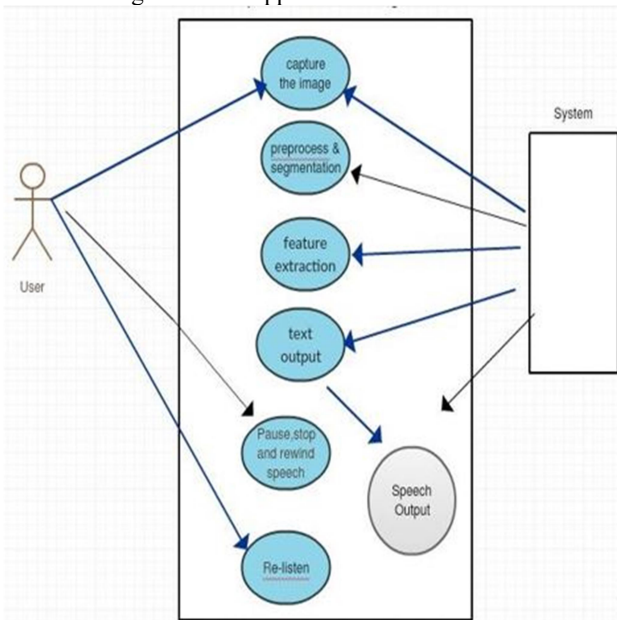 capture
the image
System
preprocess &
segmentation
feature
extraction
User
text
output
Pause,stop
and rewind
speech
Speech
Output
Re-listen